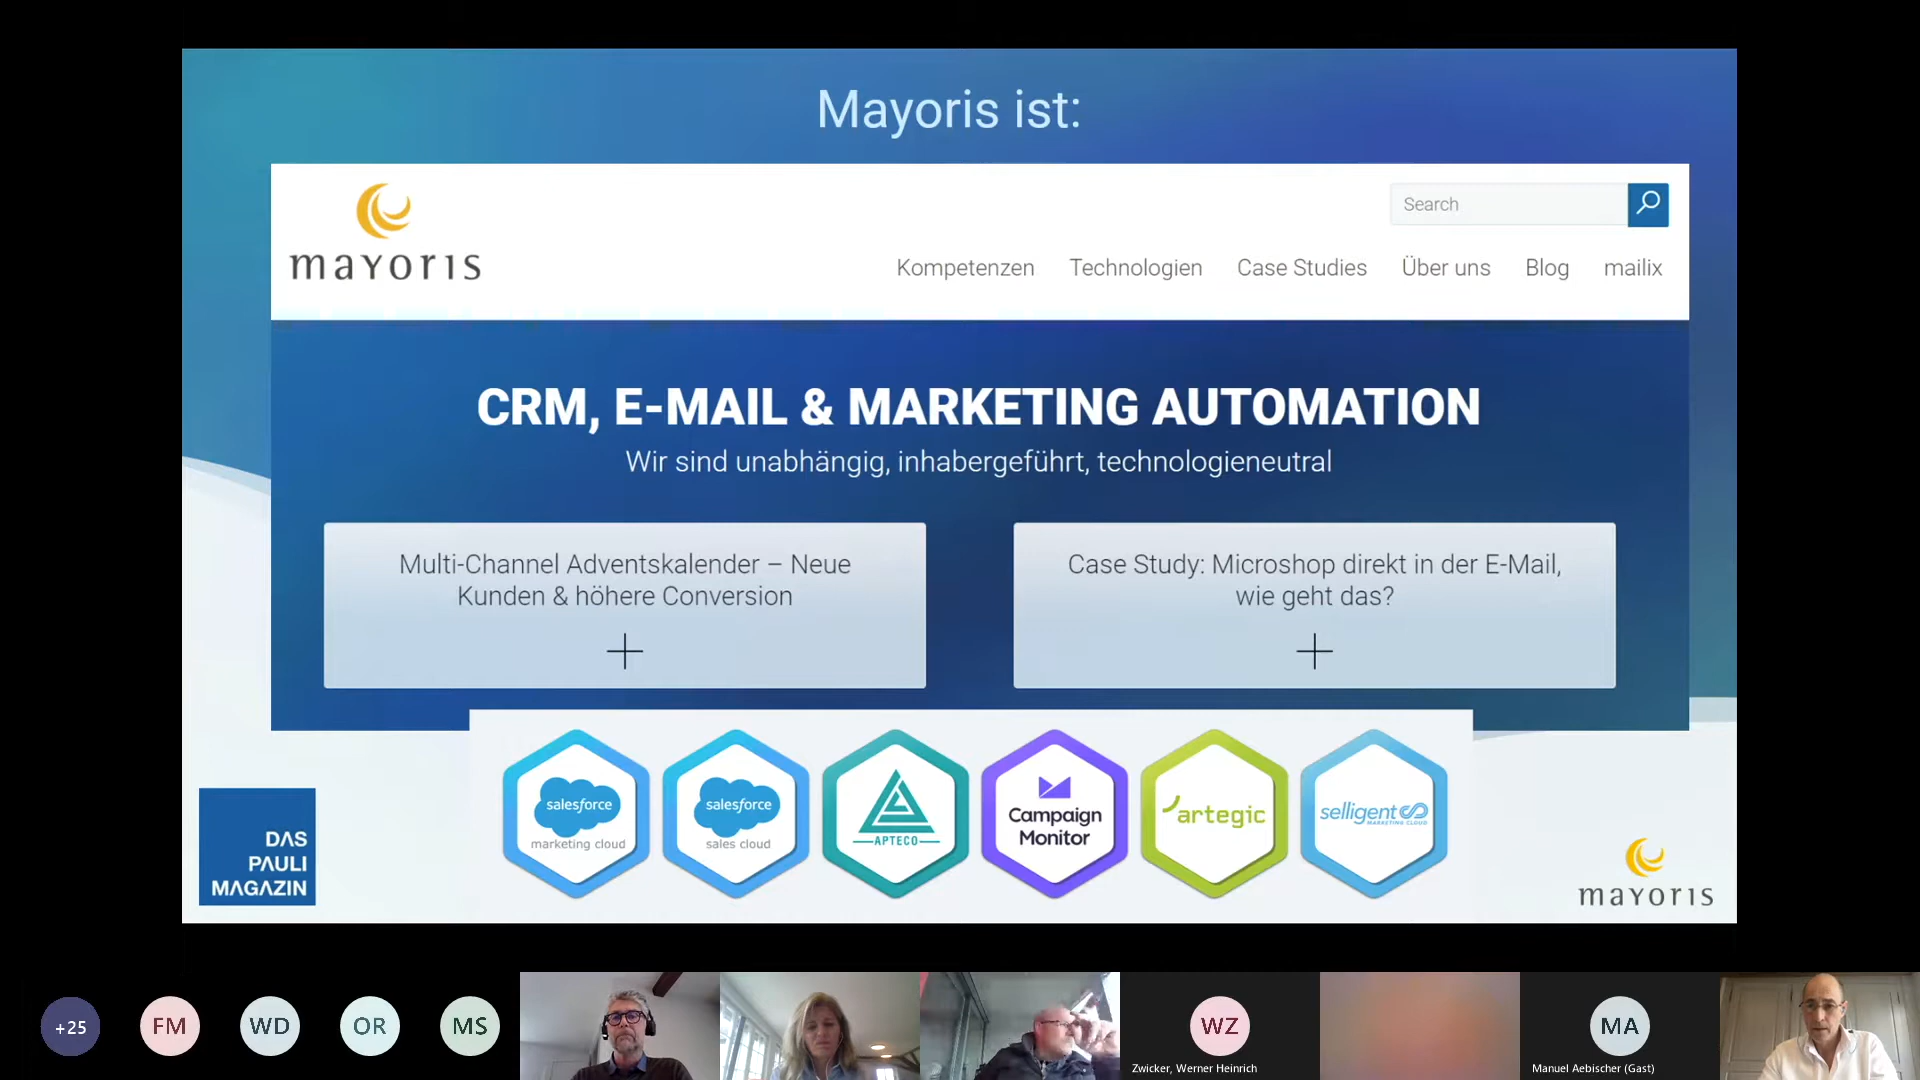 Mayoris ist:
mayoris
Search
Kompetenzen Technologien Case Studies Über uns Blog mailix
CRM, E-MAIL & MARKETING AUTOMATION
Wir sind unabhängig, inhabergeführt, technologieneutral
Multi-Channel Adventskalender – Neue
Kunden & höhere Conversion
Case Study: Microshop direkt in der E-Mail,
wie geht das?
salesforce
marketing cloud
salesforce
sales cloud
APTECO
Campaign
Monitor
artegic
selligent
MARKETING CLOUD
DAS
PAULI
MAGAZIN
mayoris
+25
FM
WD
OR
MS
WZ
Zwicker, Werner Heinrich
MA
Manuel Aebischer (Gast)